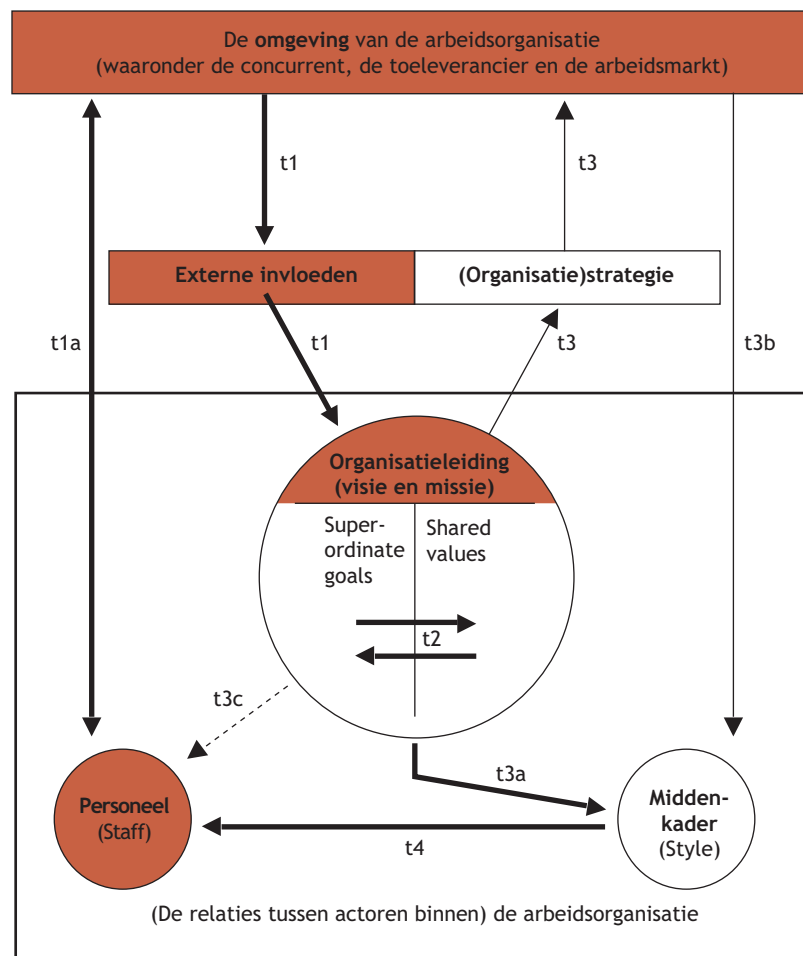 De omgeving van de arbeidsorganisatie
(waaronder de concurrent, de toeleverancier en de arbeidsmarkt)
t1
t3
Externe invloeden
(Organisatie)strategie
t1a
t1
t3
t3b
Organisatieleiding
(visie en missie)
Super-
ordinate
goals
Shared
values
t2
t3c
t3a
Personeel
(Staff)
Midden-
kader
(Style)
t4
(De relaties tussen actoren binnen) de arbeidsorganisatie